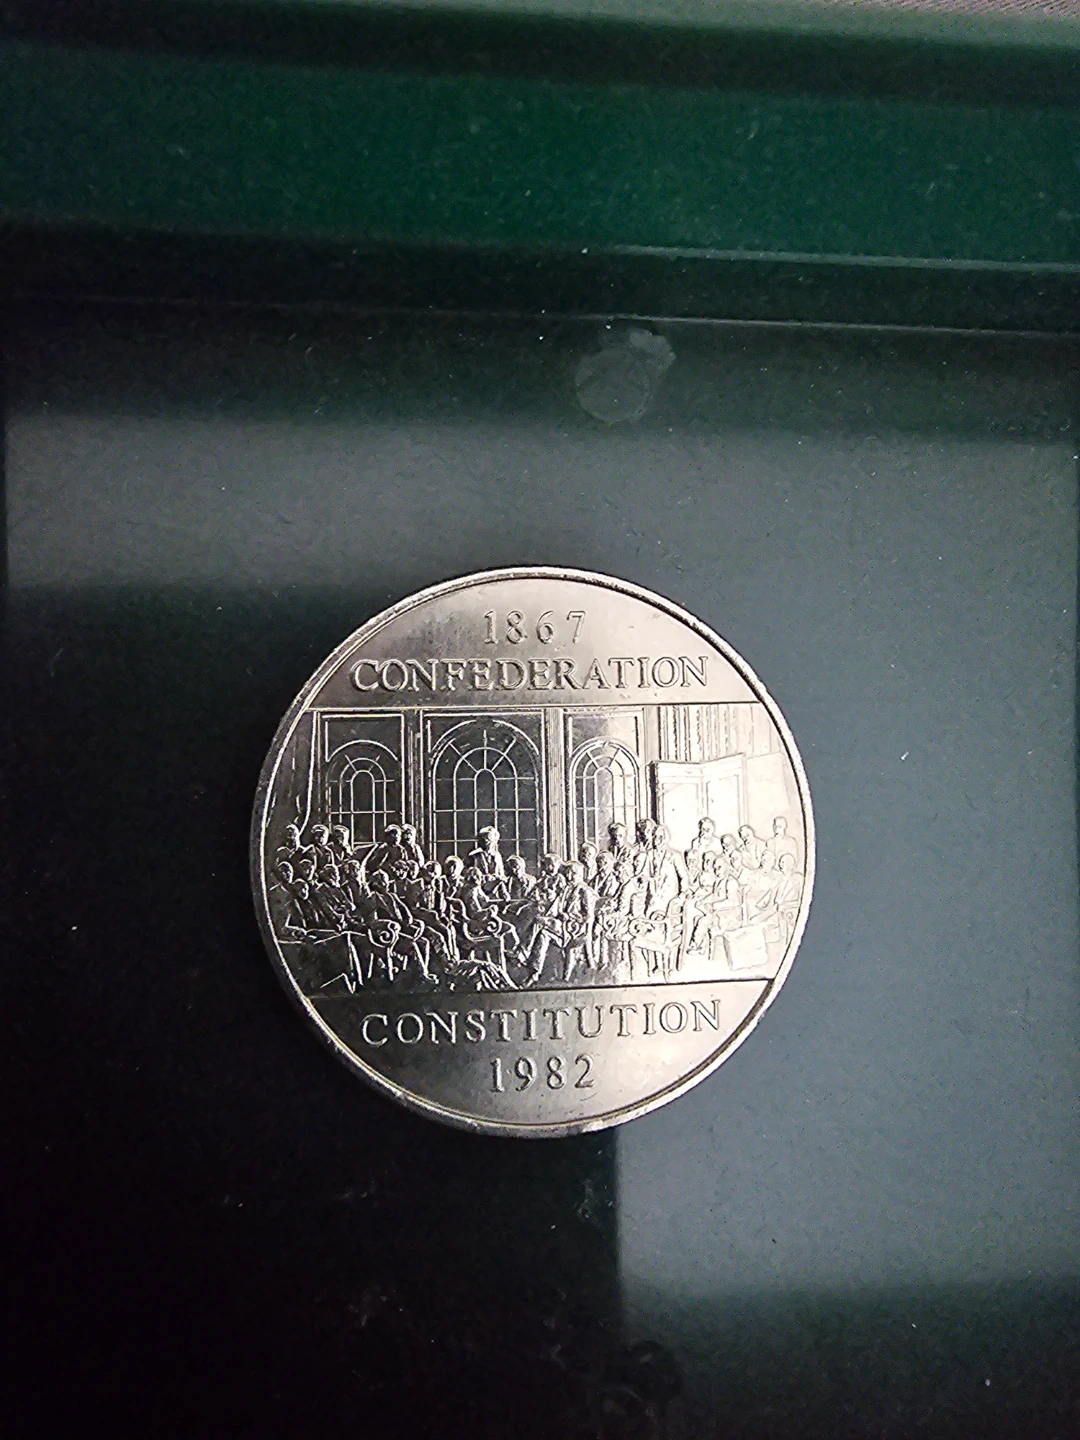 1867
CONFEDERATION
CONSTITUTION
1982